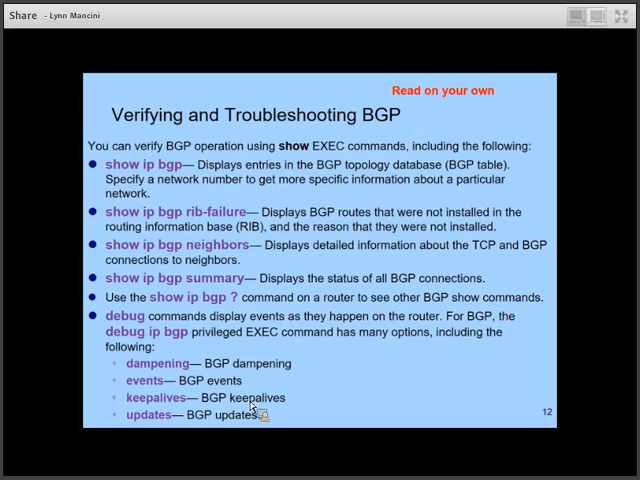 Share - Lynn Mancini
Read on your own
Verifying and Troubleshooting BGP
You can verify BGP operation using show EXEC commands, including the following:
show ip bgp— Displays entries in the BGP topology database (BGP table).
Specify a network number to get more specific information about a particular
network.
show ip bgp rib-failure— Displays BGP routes that were not installed in the
routing information base (RIB), and the reason that they were not installed.
show ip bgp neighbors— Displays detailed information about the TCP and BGP
connections to neighbors.
show ip bgp summary— Displays the status of all BGP connections.
Use the show ip bgp ? command on a router to see other BGP show commands.
debug commands display events as they happen on the router. For BGP, the
debug ip bgp privileged EXEC command has many options, including the
following:
dampening— BGP dampening
events— BGP events
keepalives— BGP keepalives
updates— BGP updates
12